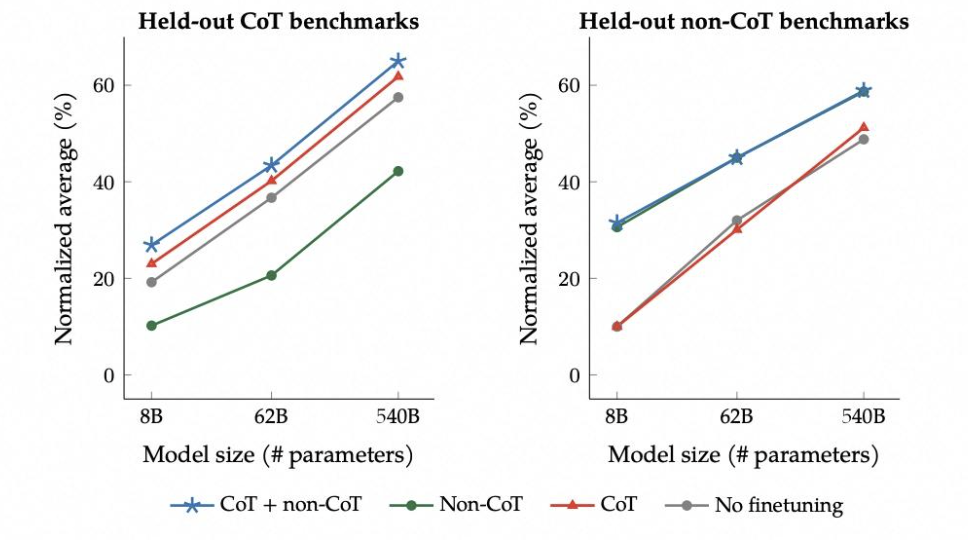 Held-out CoT benchmarks
Normalized average (%)
60
40
20
0
8B 62B 540B
Model size (# parameters)
Held-out non-CoT benchmarks
Normalized average (%)
60
40
20
0
8B 62B 540B
Model size (# parameters)
CoT + non-CoT Non-CoT CoT No finetuning